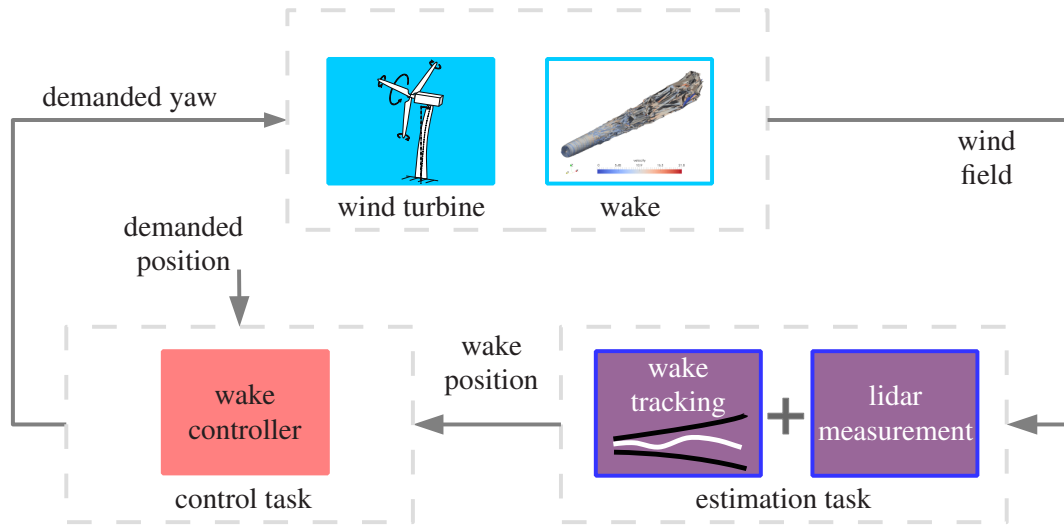 demanded yaw
wind turbine
wake
wind
field
demanded
position
wake
controller
control task
wake
position
wake
tracking
lidar
measurement
estimation task